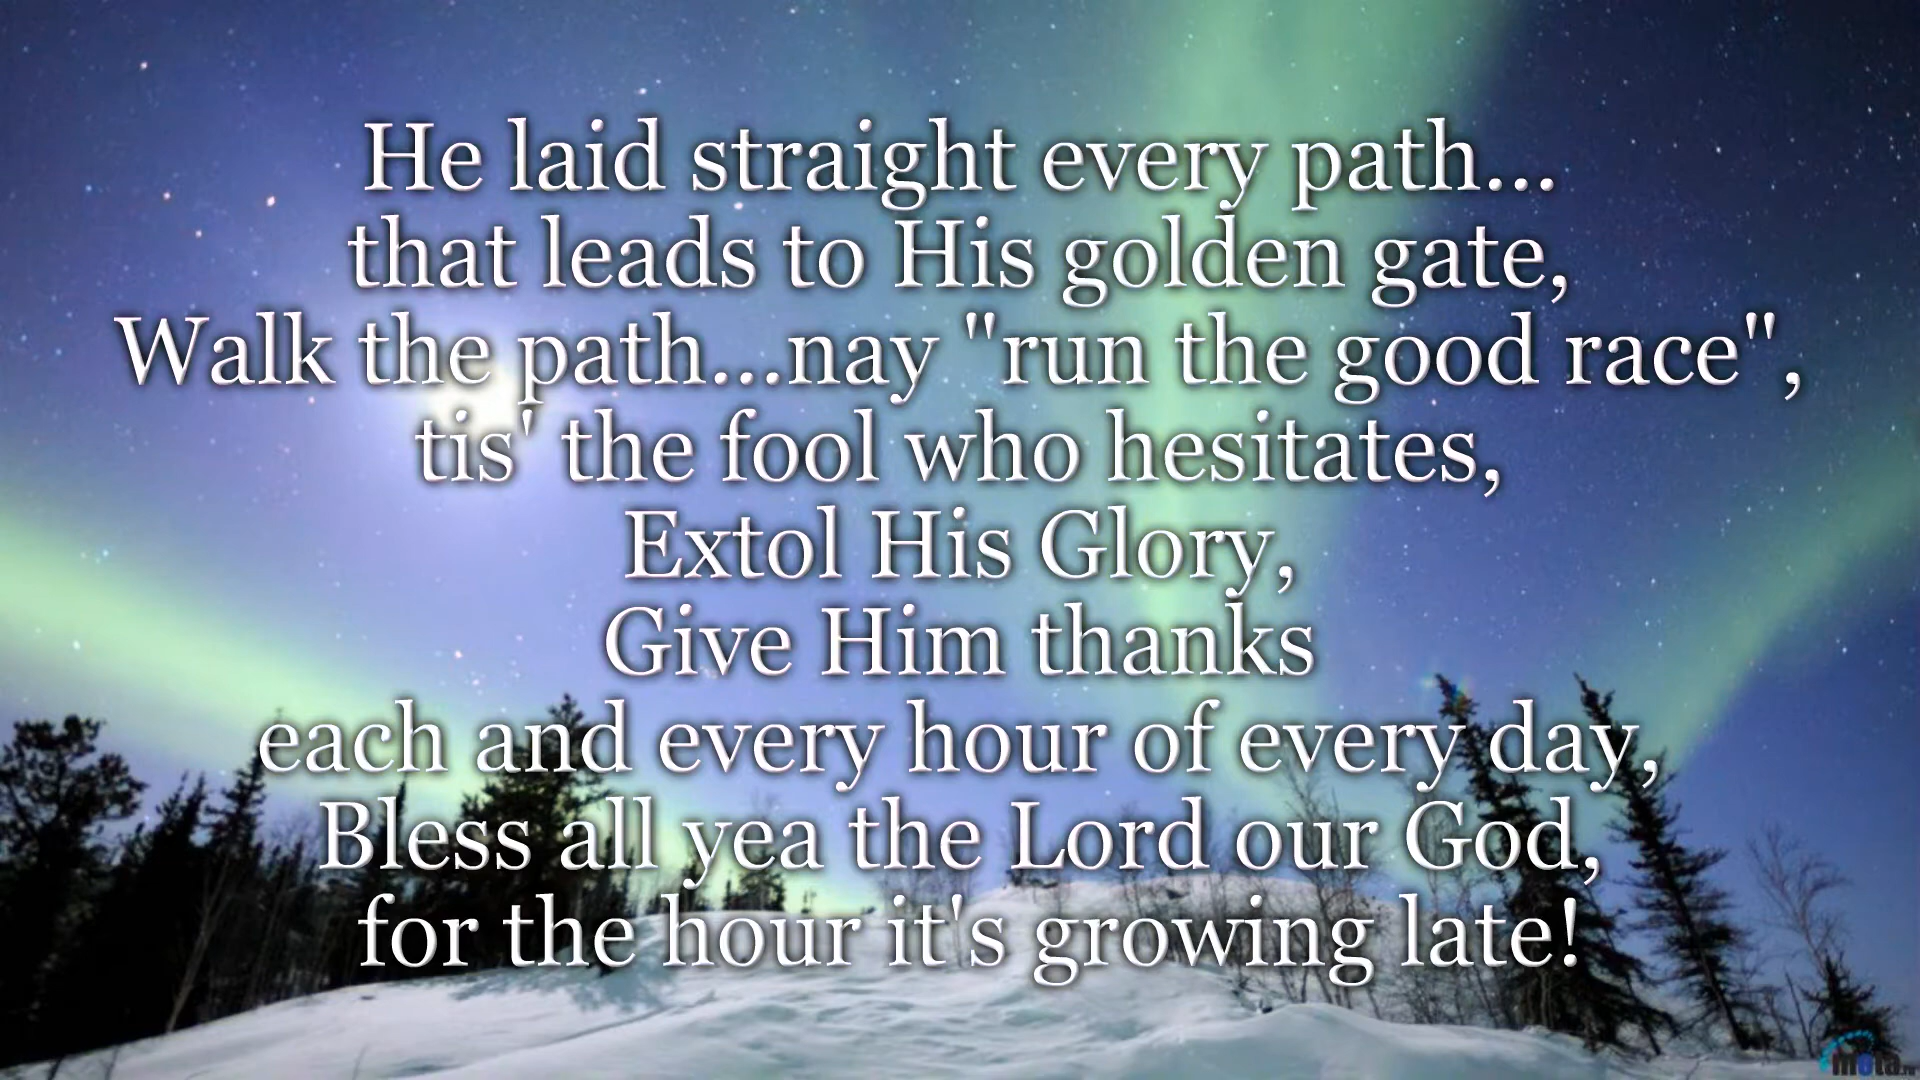 He laid straight every path...
that leads to His golden gate,
Walk the path...nay "run the good race",
tis' the fool who hesitates,
Extol His Glory,
Give Him thanks
each and every hour of every day,
Bless all yea the Lord our God,
for the hour it's growing late!